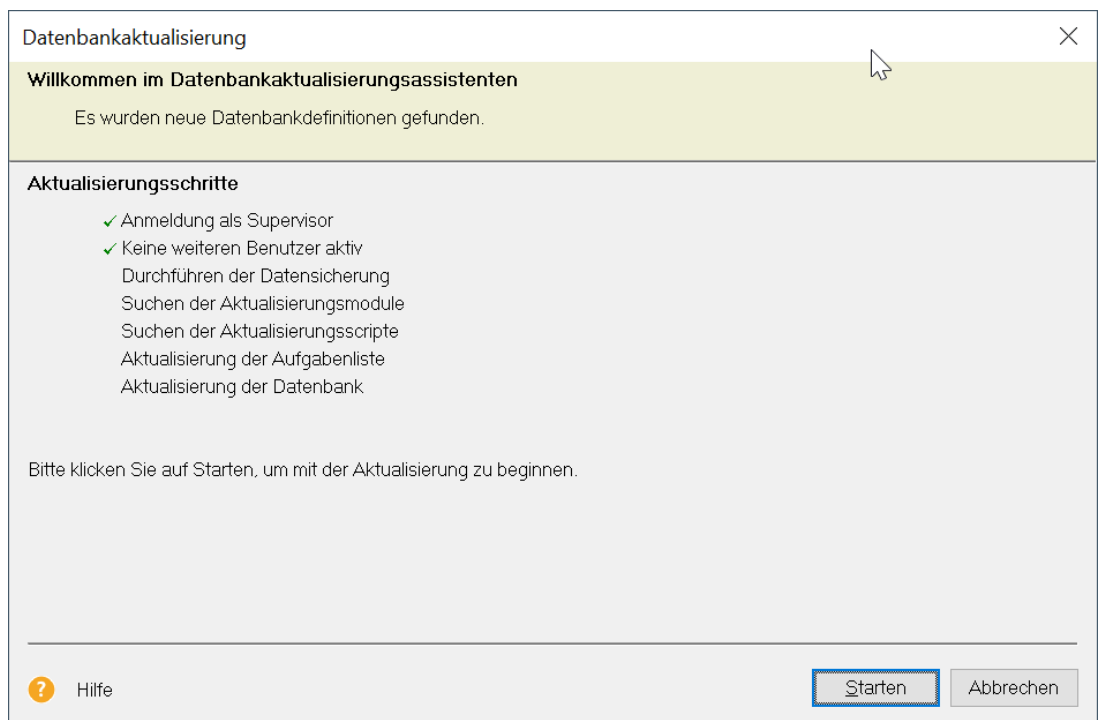 Datenbankaktualisierung
Willkommen im Datenbankaktualisierungsassistenten
Es wurden neue Datenbankdefinitionen gefunden.
Aktualisierungsschritte
✓ Anmeldung als Supervisor
✓ Keine weiteren Benutzer aktiv
Durchführen der Datensicherung
Suchen der Aktualisierungsmodule
Suchen der Aktualisierungsscripte
Aktualisierung der Aufgabenliste
Aktualisierung der Datenbank
Bitte klicken Sie auf Starten, um mit der Aktualisierung zu beginnen.
? Hilfe Starten Abbrechen